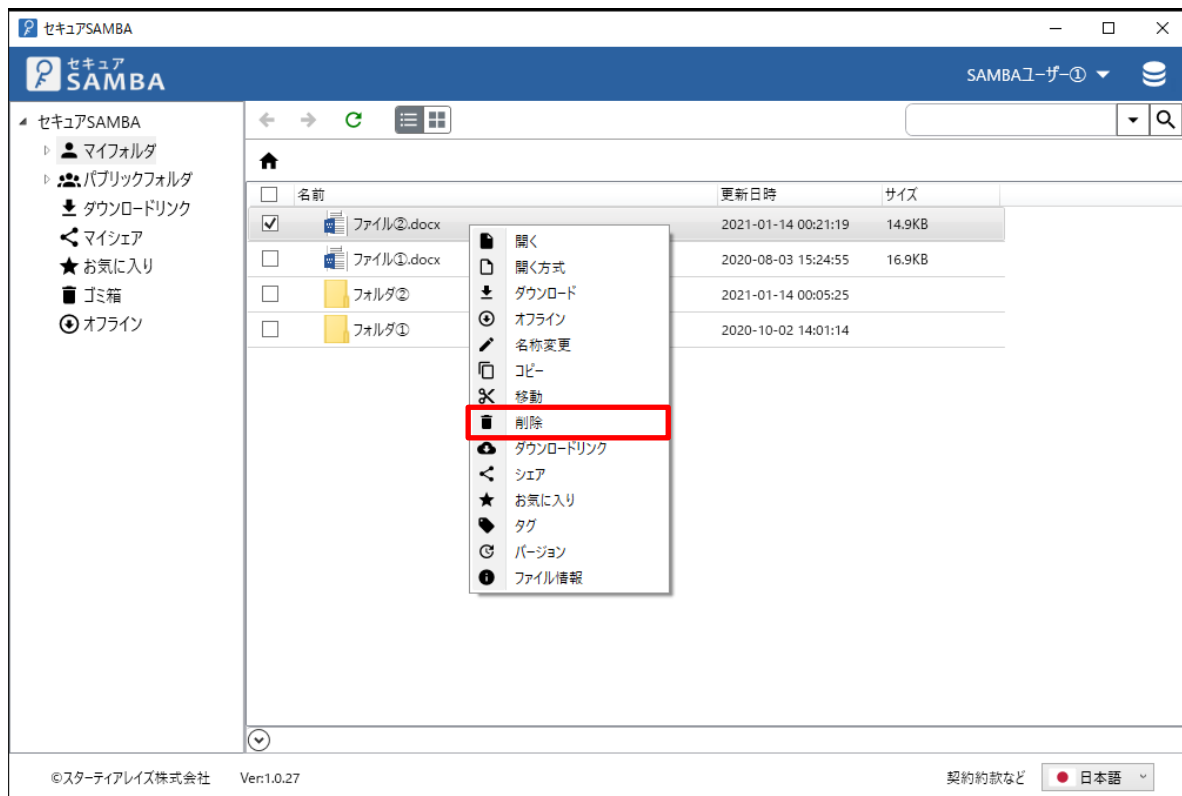 セキュアSAMBA
セキュア
SAMBA
SAMBAユーザー①
セキュアSAMBA
マイフォルダ
パブリックフォルダ
ダウンロードリンク
マイシェア
お気に入り
ゴミ箱
オフライン
名前 更新日時 サイズ
ファイル②.docx 2021-01-14 00:21:19 14.9KB
ファイル①.docx 2020-08-03 15:24:55 16.9KB
フォルダ② 2021-01-14 00:05:25
フォルダ① 2020-10-02 14:01:14
開く
開く方式
ダウンロード
オフライン
名称変更
コピー
移動
削除
ダウンロードリンク
シェア
お気に入り
タグ
バージョン
ファイル情報
©スターティアレイズ株式会社 Ver:1.0.27 契約約款など 日本語